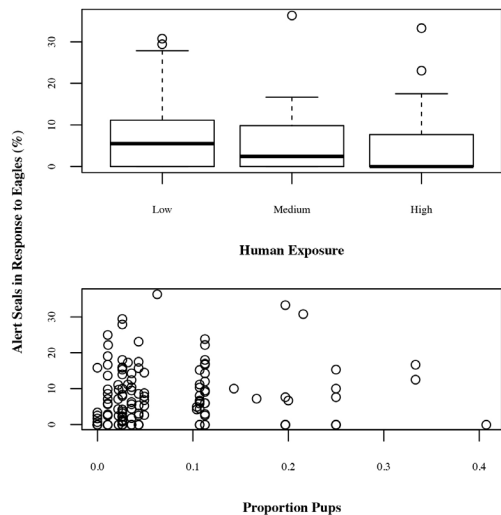 Alert Seals in Response to Eagles (%)
30
20
10
0
Low Medium High
Human Exposure
30
20
10
0
0.0 0.1 0.2 0.3 0.4
Proportion Pups